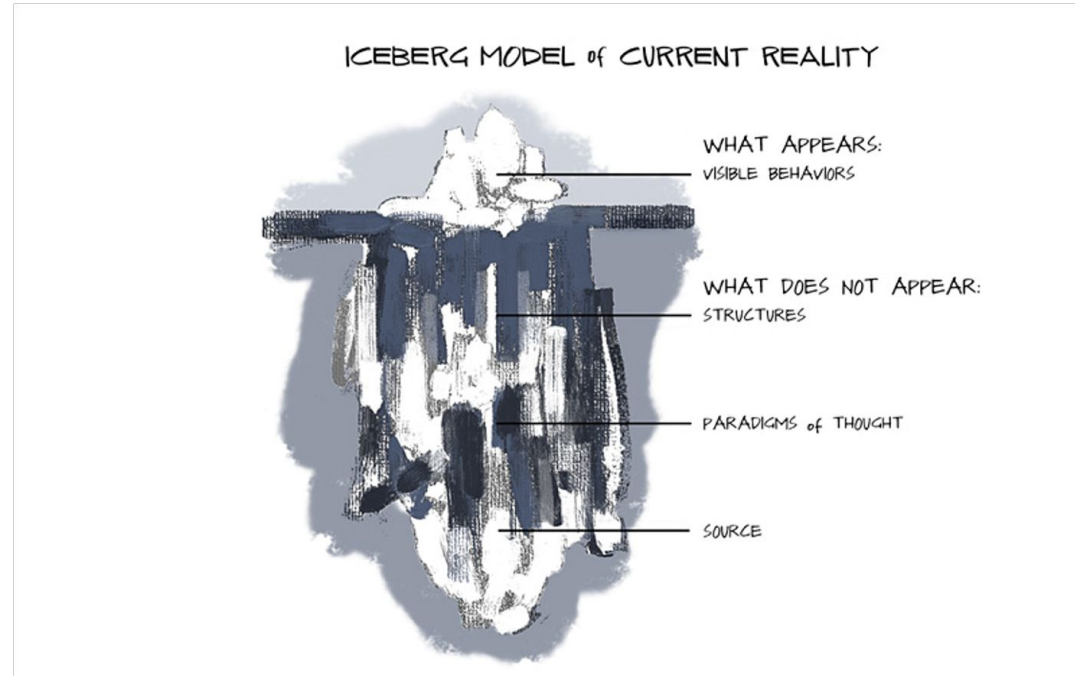 ICEBERG MODEL of CURRENT REALITY
WHAT APPEARS:
VISIBLE BEHAVIORS
WHAT DOES NOT APPEAR:
STRUCTURES
PARADIGMS of THOUGHT
SOURCE